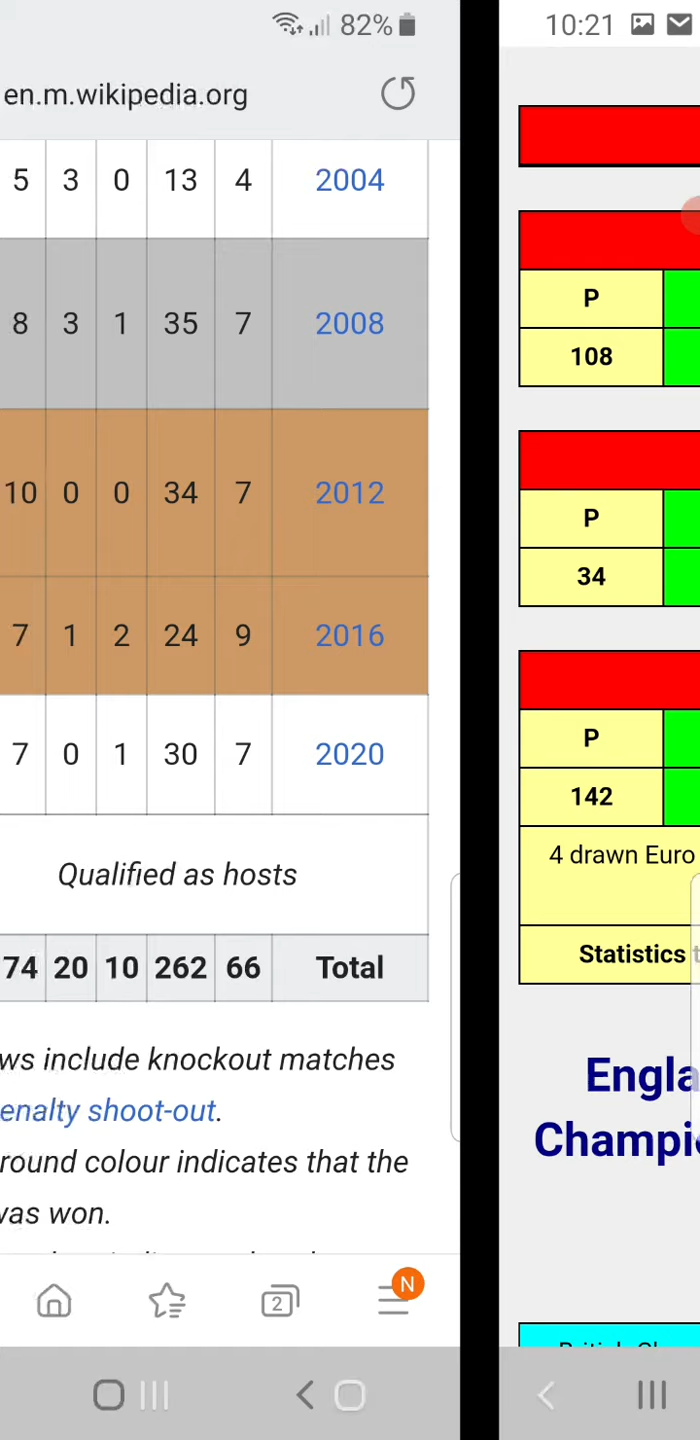 82%
en.m.wikipedia.org
5 3 0 13 4 2004
8 3 1 35 7 2008
10 0 0 34 7 2012
7 1 2 24 9 2016
7 0 1 30 7 2020
Qualified as hosts
74 20 10 262 66 Total
ws include knockout matches
enalty shoot-out.
round colour indicates that the
was won.
N
2
10:21
P
108
P
34
P
142
4 drawn Euro
Statistics t
Engla
Champi